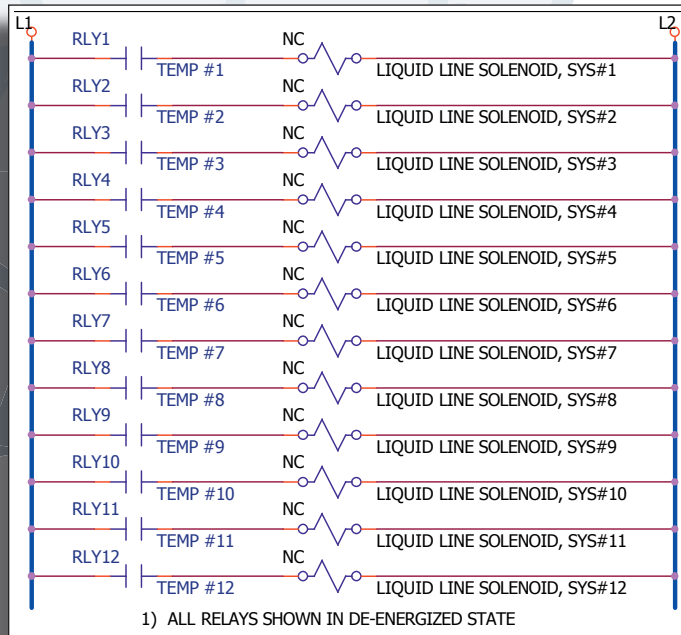 L1 L2
RLY1 NC
TEMP #1 LIQUID LINE SOLENOID, SYS#1
RLY2 NC
TEMP #2 LIQUID LINE SOLENOID, SYS#2
RLY3 NC
TEMP #3 LIQUID LINE SOLENOID, SYS#3
RLY4 NC
TEMP #4 LIQUID LINE SOLENOID, SYS#4
RLY5 NC
TEMP #5 LIQUID LINE SOLENOID, SYS#5
RLY6 NC
TEMP #6 LIQUID LINE SOLENOID, SYS#6
RLY7 NC
TEMP #7 LIQUID LINE SOLENOID, SYS#7
RLY8 NC
TEMP #8 LIQUID LINE SOLENOID, SYS#8
RLY9 NC
TEMP #9 LIQUID LINE SOLENOID, SYS#9
RLY10 NC
TEMP #10 LIQUID LINE SOLENOID, SYS#10
RLY11 NC
TEMP #11 LIQUID LINE SOLENOID, SYS#11
RLY12 NC
TEMP #12 LIQUID LINE SOLENOID, SYS#12
1) ALL RELAYS SHOWN IN DE-ENERGIZED STATE